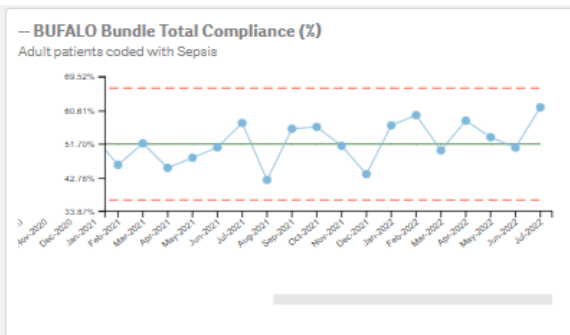 -- BUFALO Bundle Total Compliance (%)
Adult patients coded with Sepsis
69.52%
60.61%
51.70%
42.78%
33.87%
Nov-2020
Dec-2020
Jan-2021
Feb-2021
Mar-2021
Apr-2021
May-2021
Jun-2021
Jul-2021
Aug-2021
Sep-2021
Oct-2021
Nov-2021
Dec-2021
Jan-2022
Feb-2022
Mar-2022
Apr-2022
May-2022
Jun-2022
Jul-2022